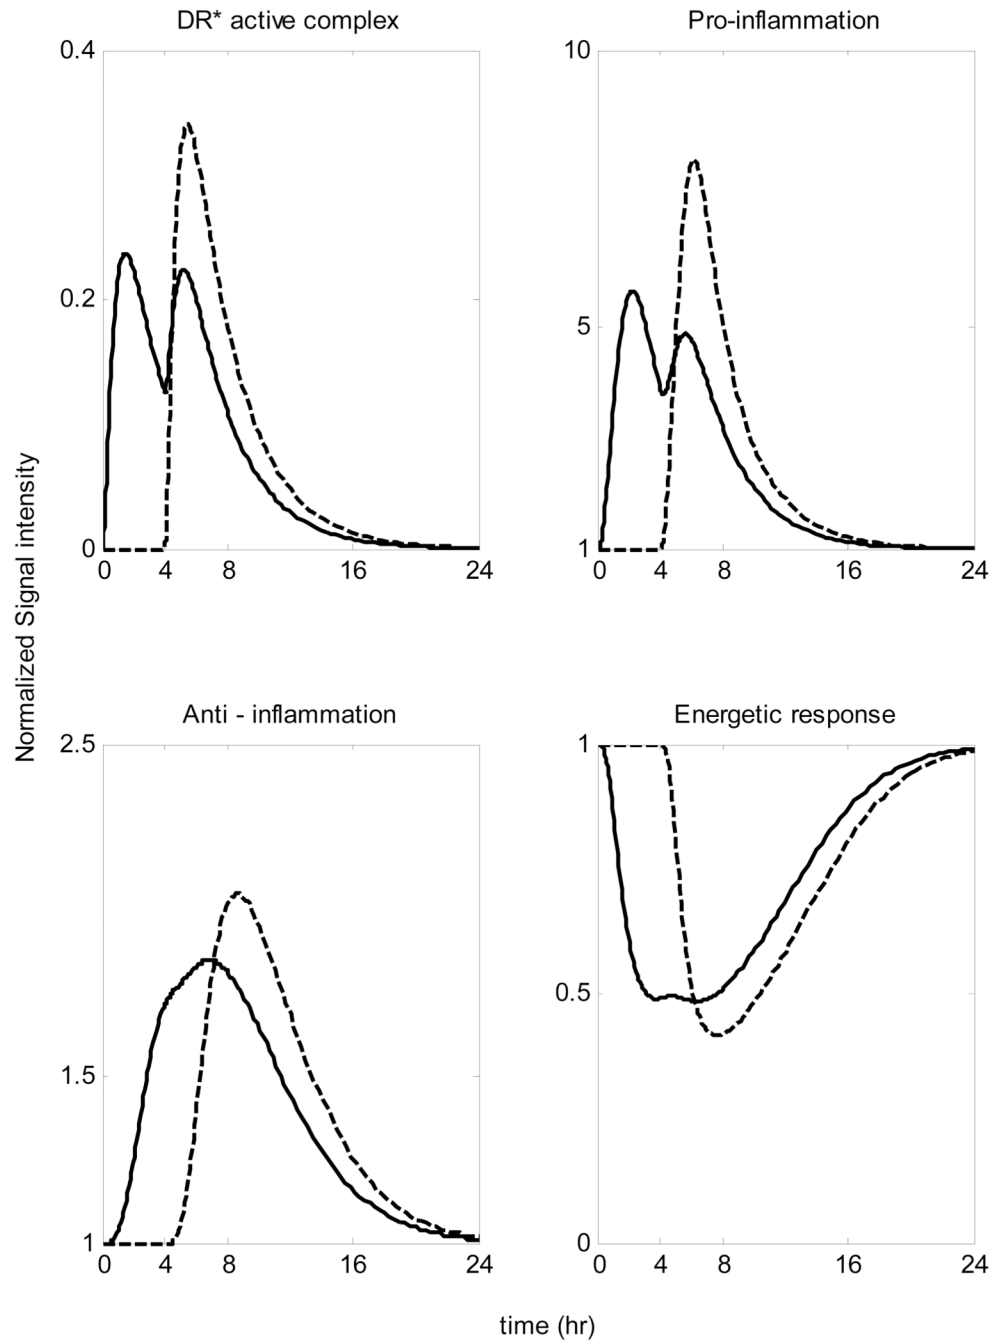 DR* active complex
0.4
0.2
0
0 4 8 16 24
Pro-inflammation
10
5
1
0 4 8 16 24
Normalized Signal intensity
Anti - inflammation
2.5
1.5
1
0 4 8 16 24
Energetic response
1
0.5
0
0 4 8 16 24
time (hr)